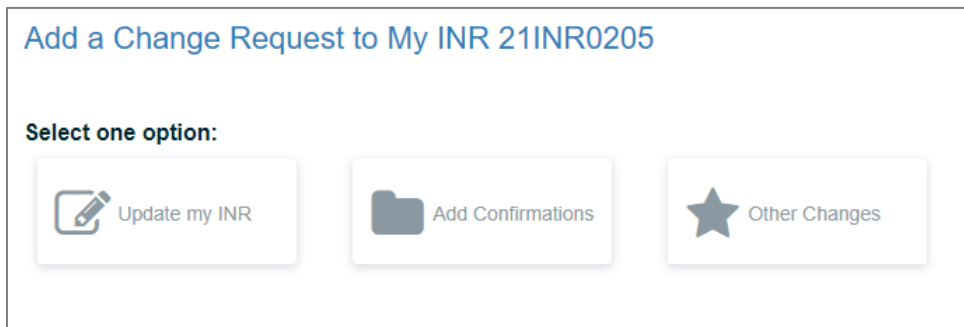 Add a Change Request to My INR 21INR0205
Select one option:
Update my INR
Add Confirmations
Other Changes